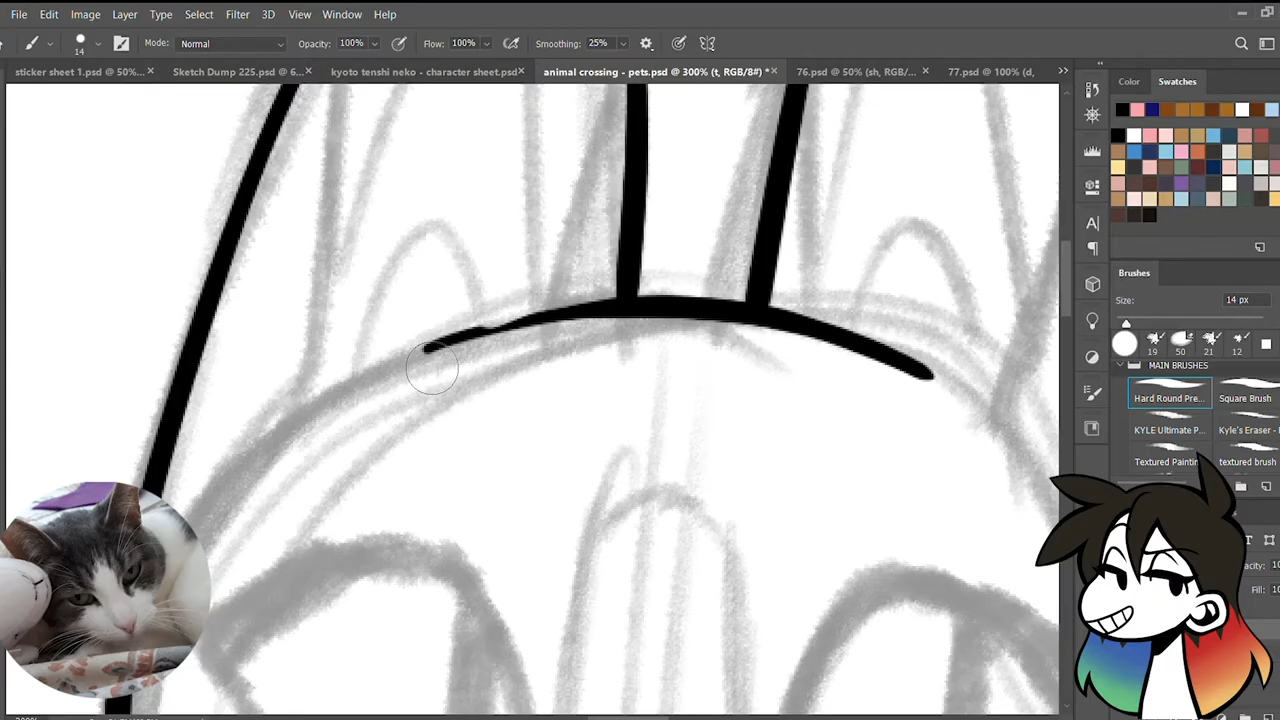 File Edit Image Layer Type Select Filter 3D View Window Help
14 Mode: Normal Opacity: 100% Flow: 100% Smoothing: 25%
sticker sheet 1.psd @ 50%... Sketch Dump 225.psd @ 6... kyoto tenshi neko - character sheet.psd animal crossing - pets.psd @ 300% (t, RGB/8#) * 76.psd @ 50% (sh, RGB/... 77.psd @ 100% (d,
Color Swatches
Brushes
Size: 14 px
19 50 21 12
MAIN BRUSHES
Hard Round Pre... Square Brush
KYLE Ultimate P... Kyle's Eraser -
Textured Paintin textured brush
Fill: